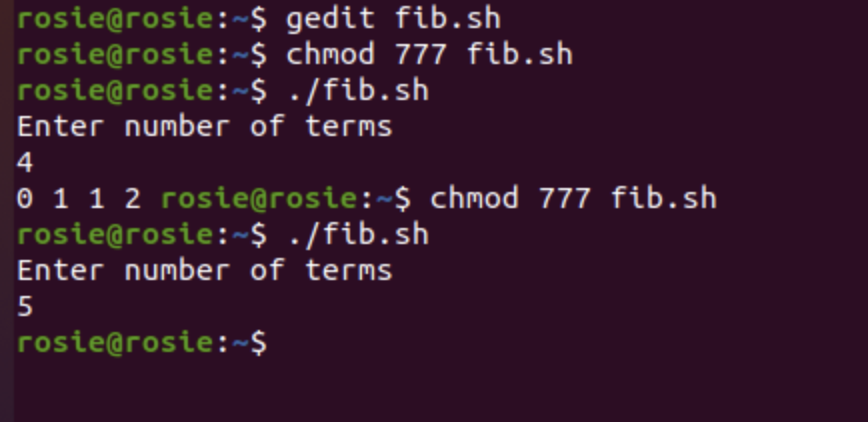 rosie@rosie:~$ gedit fib.sh
rosie@rosie:~$ chmod 777 fib.sh
rosie@rosie:~$ ./fib.sh
Enter number of terms
4
0 1 1 2 rosie@rosie:~$ chmod 777 fib.sh
rosie@rosie:~$ ./fib.sh
Enter number of terms
5
rosie@rosie:~$